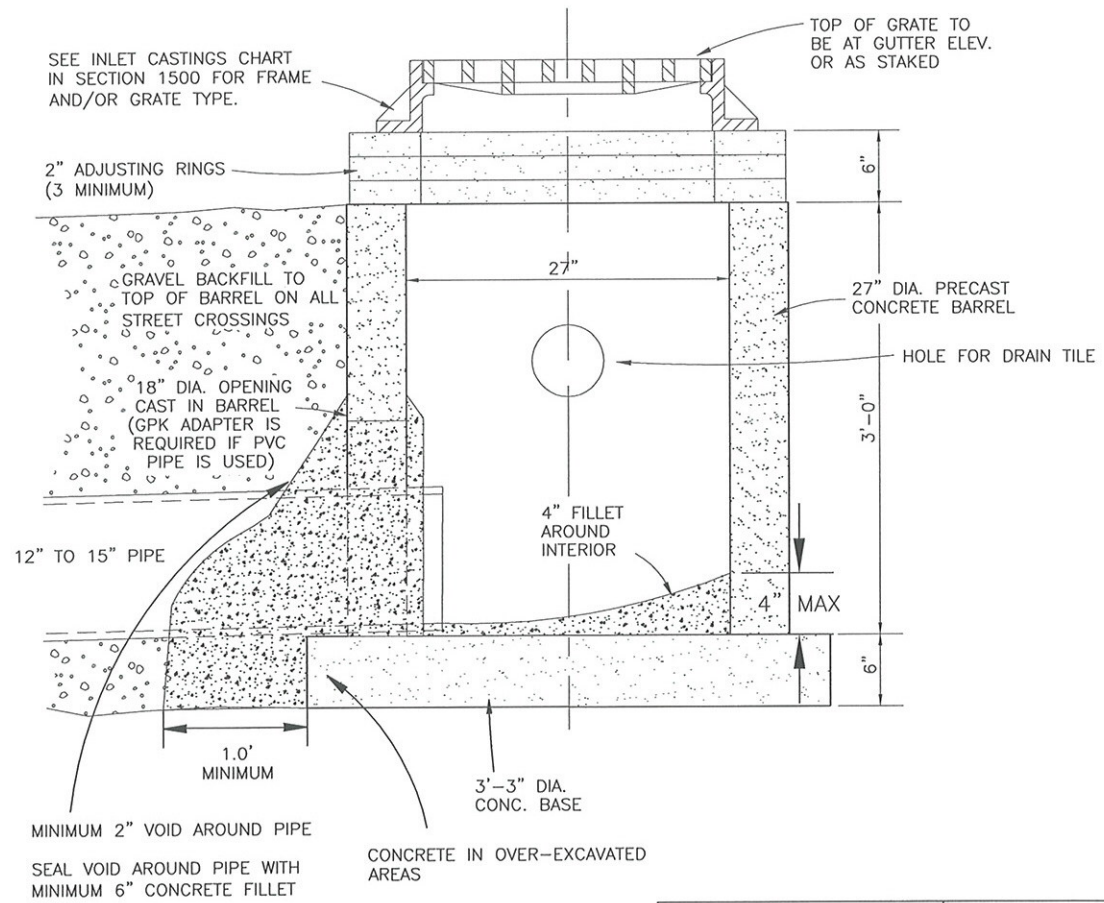 SEE INLET CASTINGS CHART
IN SECTION 1500 FOR FRAME
AND/OR GRATE TYPE.
TOP OF GRATE TO
BE AT GUTTER ELEV.
OR AS STAKED
2" ADJUSTING RINGS
(3 MINIMUM)
6"
GRAVEL BACKFILL TO
TOP OF BARREL ON ALL
STREET CROSSINGS
27"
27" DIA. PRECAST
CONCRETE BARREL
HOLE FOR DRAIN TILE
18" DIA. OPENING
CAST IN BARREL
(GPK ADAPTER IS
REQUIRED IF PVC
PIPE IS USED)
3'-0"
4" FILLET
AROUND
INTERIOR
12" TO 15" PIPE
4" MAX
6"
1.0'
MINIMUM
3'-3" DIA.
CONC. BASE
MINIMUM 2" VOID AROUND PIPE
SEAL VOID AROUND PIPE WITH
MINIMUM 6" CONCRETE FILLET
CONCRETE IN OVER-EXCAVATED
AREAS